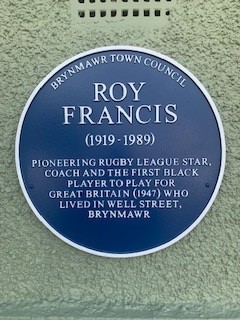 BRYNMAWR TOWN COUNCIL
ROY
FRANCIS
(1919 - 1989)
PIONEERING RUGBY LEAGUE STAR,
COACH AND THE FIRST BLACK
PLAYER TO PLAY FOR
GREAT BRITAIN (1947) WHO
LIVED IN WELL STREET,
BRYNMAWR